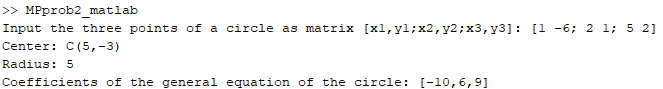 >> MPprob2_matlab
Input the three points of a circle as matrix [x1,y1;x2,y2;x3,y3]: [1 -6; 2 1; 5 2]
Center: C(5,-3)
Radius: 5
Coefficients of the general equation of the circle: [-10,6,9]